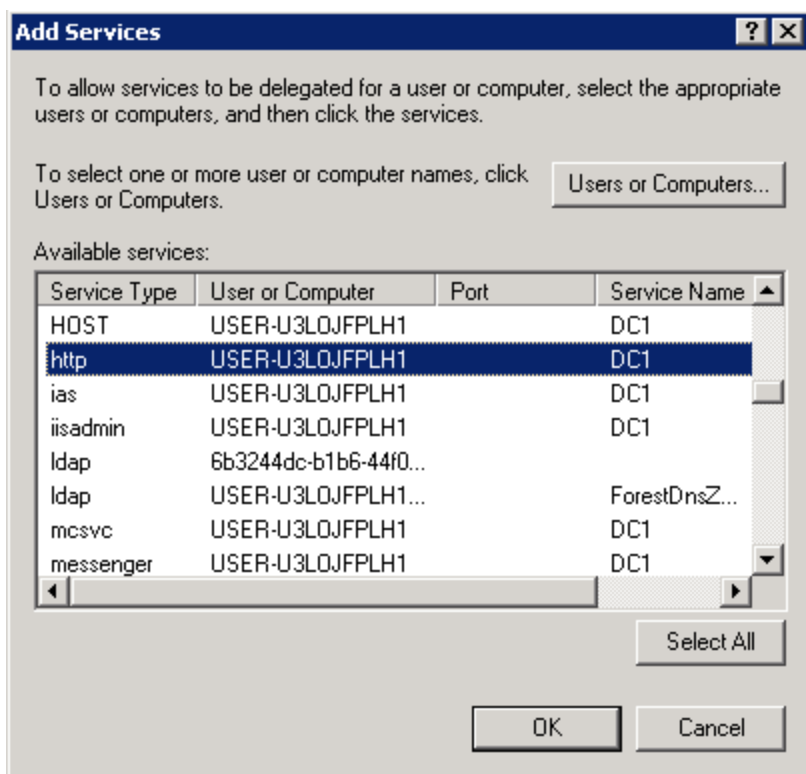 Add Services
To allow services to be delegated for a user or computer, select the appropriate
users or computers, and then click the services.
To select one or more user or computer names, click
Users or Computers.
Users or Computers...
Available services:
Service Type User or Computer Port Service Name
HOST USER-U3LOJFPLH1 DC1
http USER-U3LOJFPLH1 DC1
ias USER-U3LOJFPLH1 DC1
iisadmin USER-U3LOJFPLH1 DC1
ldap 6b3244dc-b1b6-44f0...
ldap USER-U3LOJFPLH1... ForestDnsZ...
mcsvc USER-U3LOJFPLH1 DC1
messenger USER-U3LOJFPLH1 DC1
Select All
OK Cancel